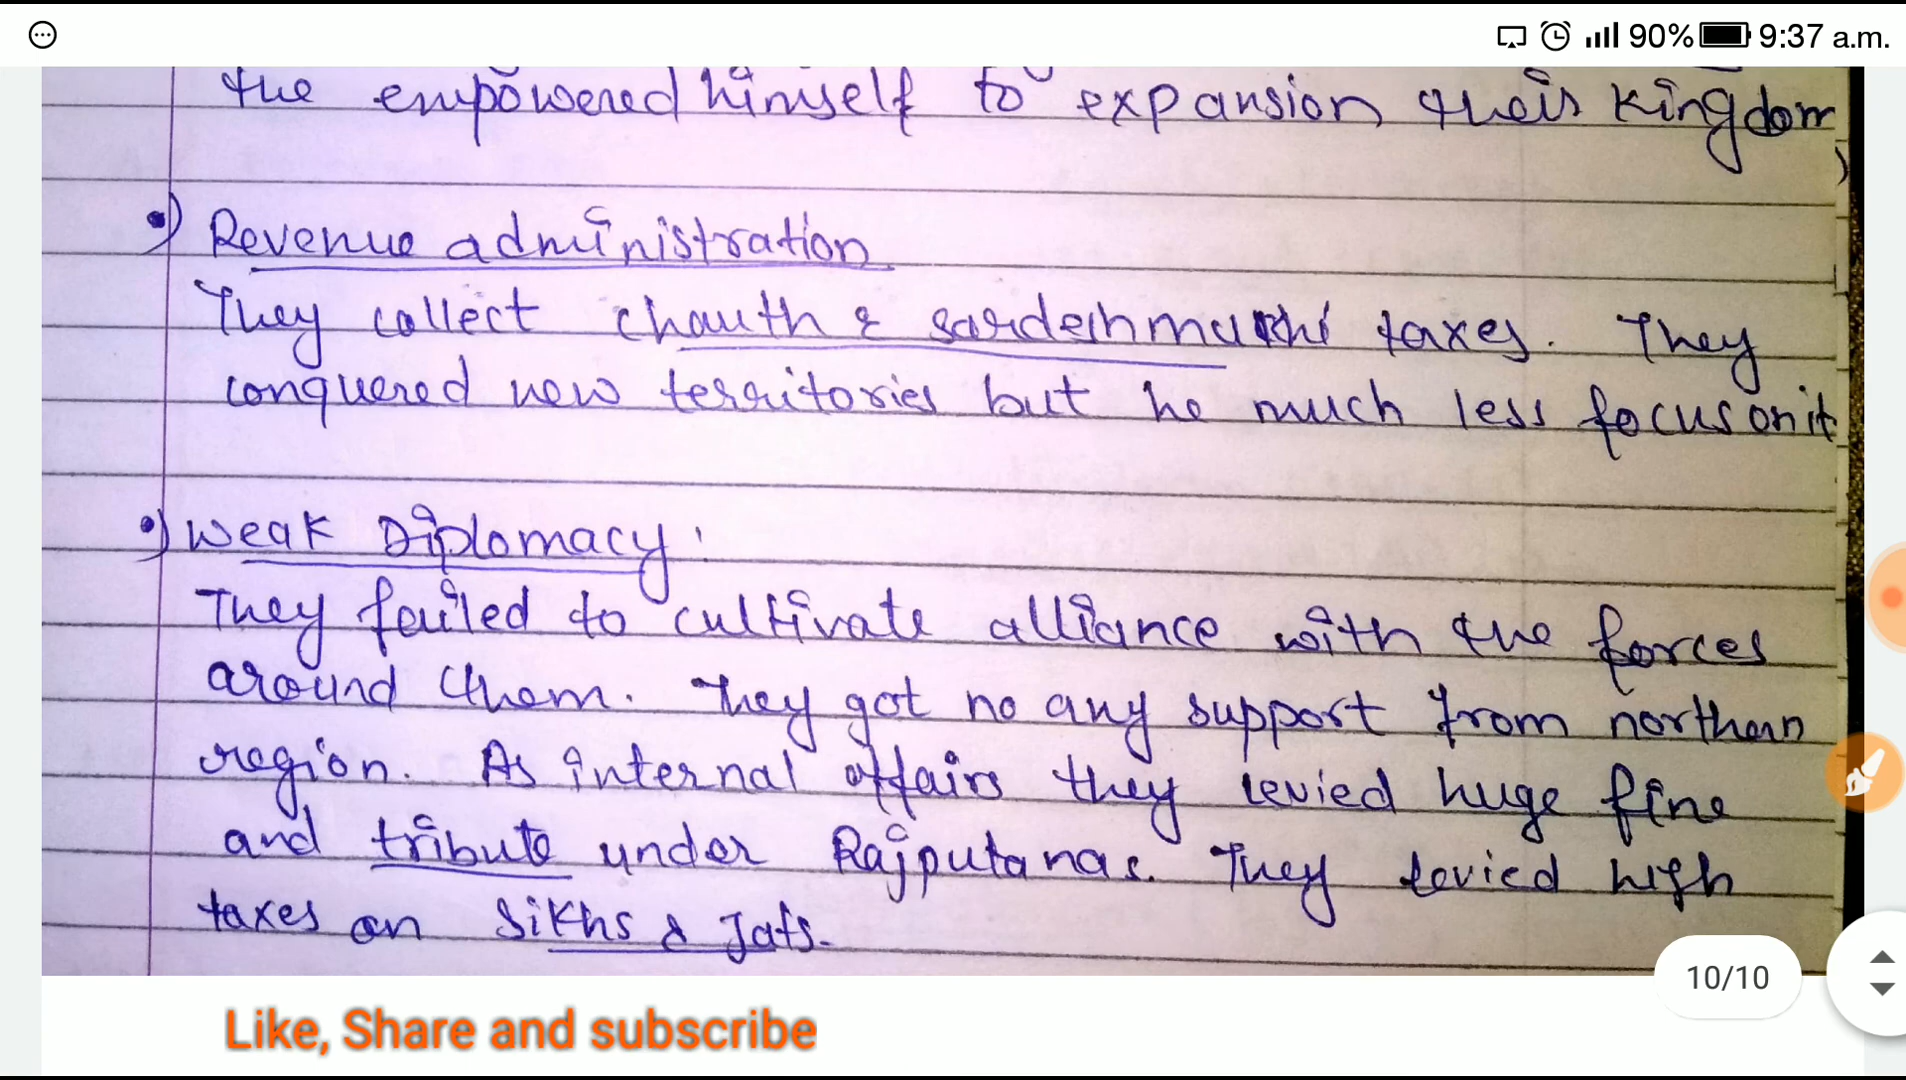 90% 9:37 a.m.
the empowered himself to expansion their kingdom
•) Revenue administration
They collect chauth & sardeshmukhi taxes. They
conquered new territories but he much less focus on it
•) Weak Diplomacy:
They failed to cultivate alliance with the forces
around them. They got no any support from northern
region. As internal affairs they levied huge fine
and tribute under Rajputanas. They levied high
taxes on Sikhs & Jats.
10/10
Like, Share and subscribe